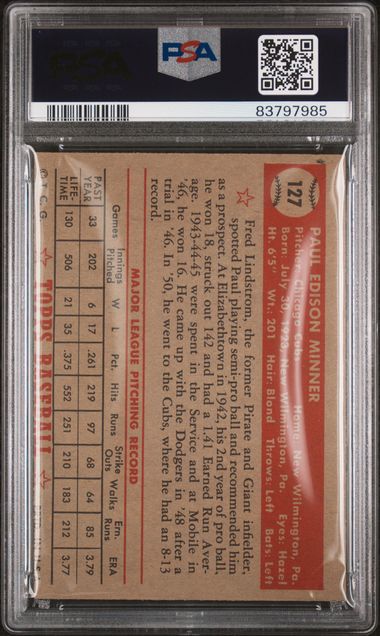 PSA
83797985
127
PAUL EDISON MINNER
Pitcher: Chicago Cubs Home: New Wilmington, Pa.
Born: July 30, 1923, New Wilmington, Pa. Eyes: Hazel
Ht. 6'5" Wt.: 201 Hair: Blond Throws: Left Bats: Left
Fred Lindstrom, the former Pirate and Giant infielder,
spotted Paul playing semi-pro ball and recommended him
as a prospect. At Elizabethtown in 1942, his 2nd year of pro ball,
he won 18, struck out 142 and had a 1.41 Earned Run Aver-
age. 1943-44-45 were spent in the Service and at Mobile in
'46, he won 16. He came up with the Dodgers in '48 after a
trial in '46. In '50, he went to the Cubs, where he had an 8-13
record.
MAJOR LEAGUE PITCHING RECORD
Games Innings Pitched W L Pct. Hits Runs Strike Outs Walks Ern. Runs ERA
PAST YEAR 33 202 6 17 .261 219 97 68 64 85 3.79
LIFE-TIME 130 506 21 35 .375 552 251 210 183 212 3.77
© T.C.G. TOPPS BASEBALL